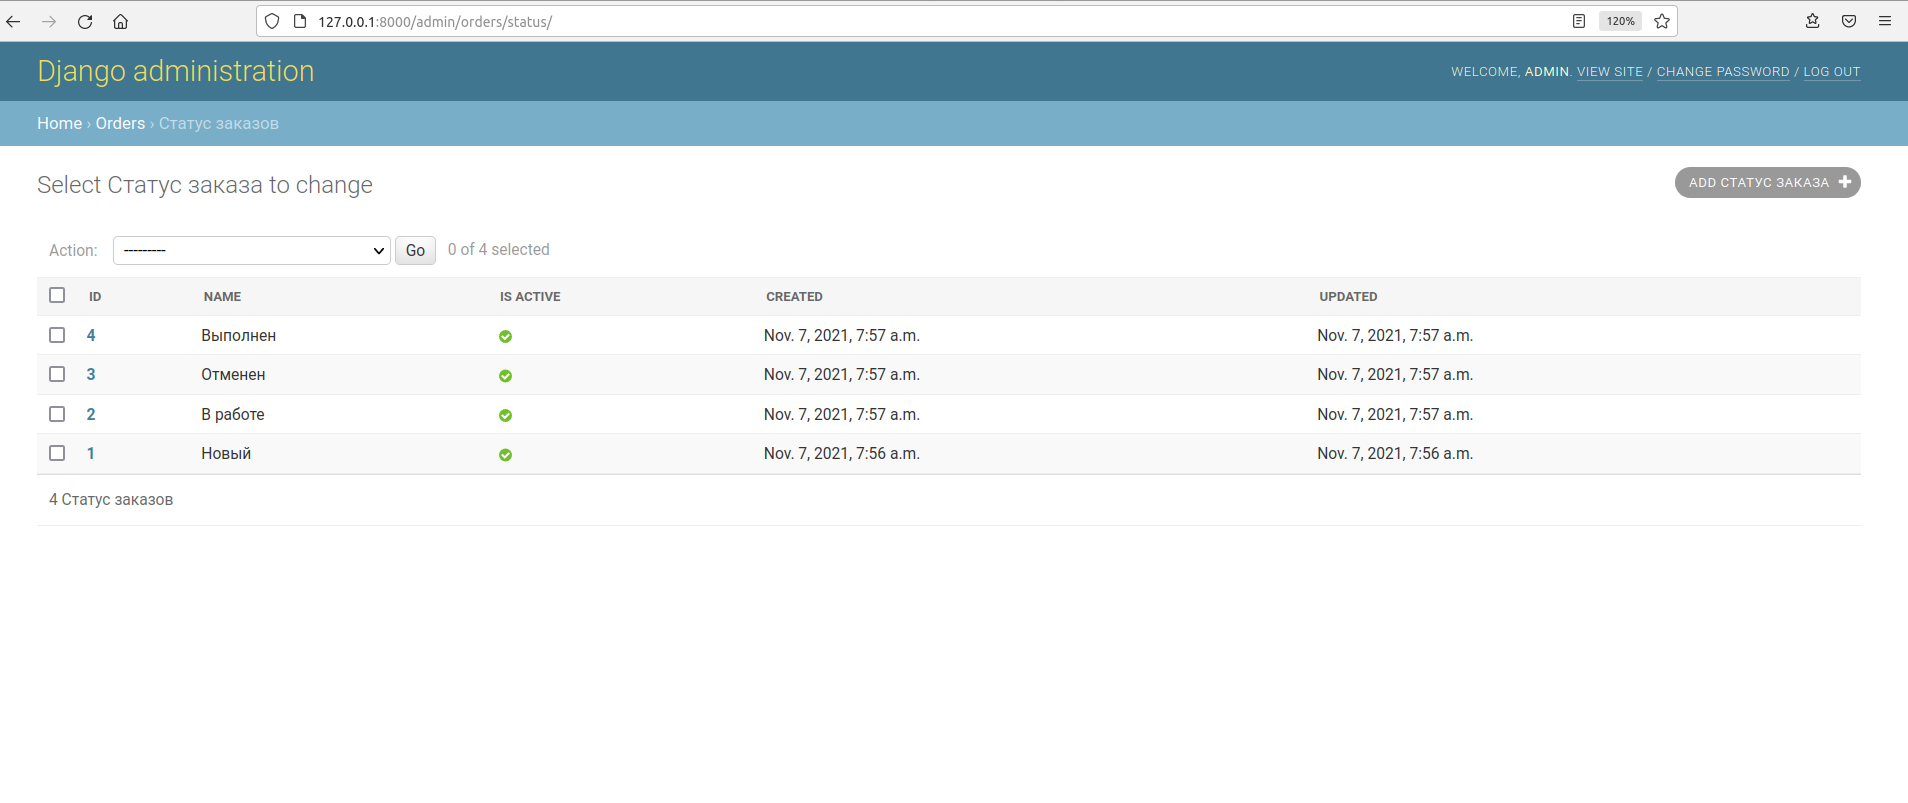 127.0.0.1:8000/admin/orders/status/ 120%
Django administration
WELCOME, ADMIN. VIEW SITE / CHANGE PASSWORD / LOG OUT
Home › Orders › Статус заказов
Select Статус заказа to change
ADD СТАТУС ЗАКАЗА
Action: --------- Go 0 of 4 selected
ID NAME IS ACTIVE CREATED UPDATED
4 Выполнен Nov. 7, 2021, 7:57 a.m. Nov. 7, 2021, 7:57 a.m.
3 Отменен Nov. 7, 2021, 7:57 a.m. Nov. 7, 2021, 7:57 a.m.
2 В работе Nov. 7, 2021, 7:57 a.m. Nov. 7, 2021, 7:57 a.m.
1 Новый Nov. 7, 2021, 7:56 a.m. Nov. 7, 2021, 7:56 a.m.
4 Статус заказов